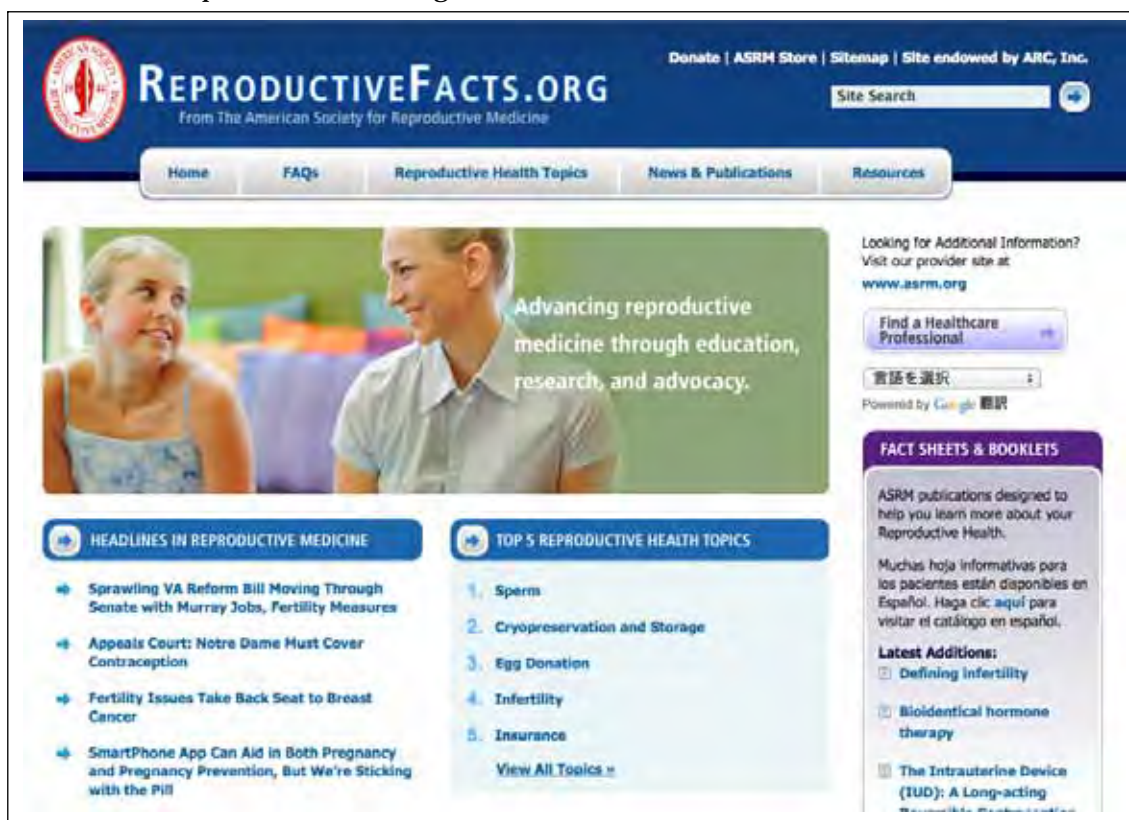 Donate | ASRM Store | Sitemap | Site endowed by ARC, Inc.
REPRODUCTIVEFACTS.ORG
From The American Society for Reproductive Medicine
Site Search
Home
FAQs
Reproductive Health Topics
News & Publications
Resources
Advancing reproductive
medicine through education,
research, and advocacy.
Looking for Additional Information?
Visit our provider site at
www.asrm.org
Find a Healthcare
Professional
言語を選択
Powered by Google 翻訳
HEADLINES IN REPRODUCTIVE MEDICINE
Sprawling VA Reform Bill Moving Through
Senate with Murray Jobs, Fertility Measures
Appeals Court: Notre Dame Must Cover
Contraception
Fertility Issues Take Back Seat to Breast
Cancer
SmartPhone App Can Aid in Both Pregnancy
and Pregnancy Prevention, But We're Sticking
with the Pill
TOP 5 REPRODUCTIVE HEALTH TOPICS
1. Sperm
2. Cryopreservation and Storage
3. Egg Donation
4. Infertility
5. Insurance
View All Topics »
FACT SHEETS & BOOKLETS
ASRM publications designed to
help you learn more about your
Reproductive Health.
Muchas hoja informativas para
los pacientes están disponibles en
Español. Haga clic aquí para
visitar el catálogo en español.
Latest Additions:
Defining infertility
Bioidentical hormone
therapy
The Intrauterine Device
(IUD): A Long-acting